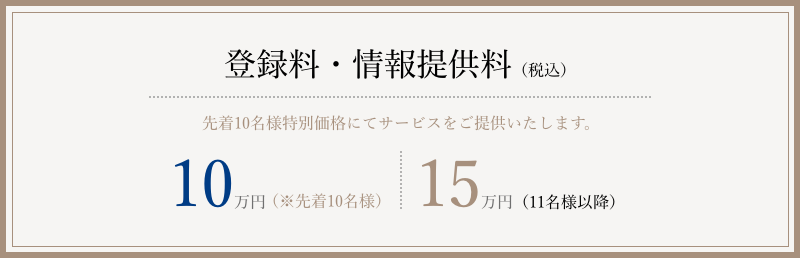 登録料・情報提供料（税込）
先着10名様特別価格にてサービスをご提供いたします。
10万円（※先着10名様） 15万円（11名様以降）